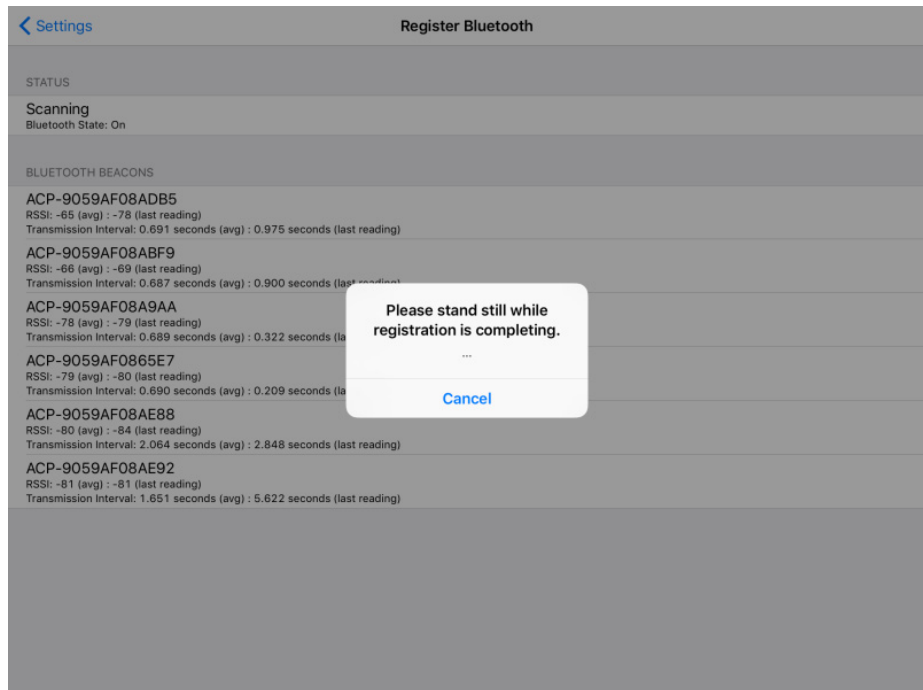 Settings
Register Bluetooth
STATUS
Scanning
Bluetooth State: On
BLUETOOTH BEACONS
ACP-9059AF08ADB5
RSSI: -65 (avg) : -78 (last reading)
Transmission Interval: 0.691 seconds (avg) : 0.975 seconds (last reading)
ACP-9059AF08ABF9
RSSI: -66 (avg) : -69 (last reading)
Transmission Interval: 0.687 seconds (avg) : 0.900 seconds (last reading)
ACP-9059AF08A9AA
RSSI: -78 (avg) : -79 (last reading)
Transmission Interval: 0.689 seconds (avg) : 0.322 seconds (la
ACP-9059AF0865E7
RSSI: -79 (avg) : -80 (last reading)
Transmission Interval: 0.690 seconds (avg) : 0.209 seconds (la
ACP-9059AF08AE88
RSSI: -80 (avg) : -84 (last reading)
Transmission Interval: 2.064 seconds (avg) : 2.848 seconds (last reading)
ACP-9059AF08AE92
RSSI: -81 (avg) : -81 (last reading)
Transmission Interval: 1.651 seconds (avg) : 5.622 seconds (last reading)
Please stand still while
registration is completing.
...
Cancel